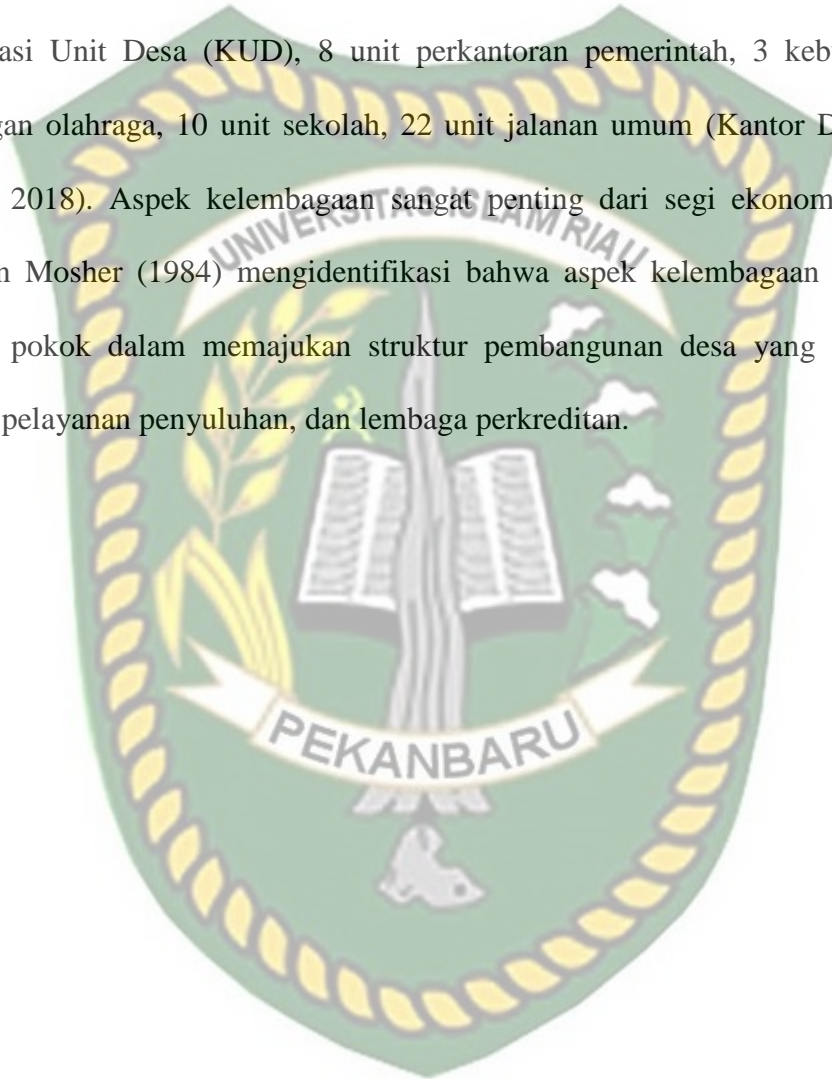 asi Unit Desa (KUD), 8 unit perkantoran pemerintah, 3 keb
gan olahraga, 10 unit sekolah, 22 unit jalanan umum (Kantor D
2018). Aspek kelembagaan sangat penting dari segi ekonom
n Mosher (1984) mengidentifikasi bahwa aspek kelembagaan
pokok dalam memajukan struktur pembangunan desa yang
pelayanan penyuluhan, dan lembaga perkreditan.
UNIVERSITAS ISLAM RIAU
PEKANBARU